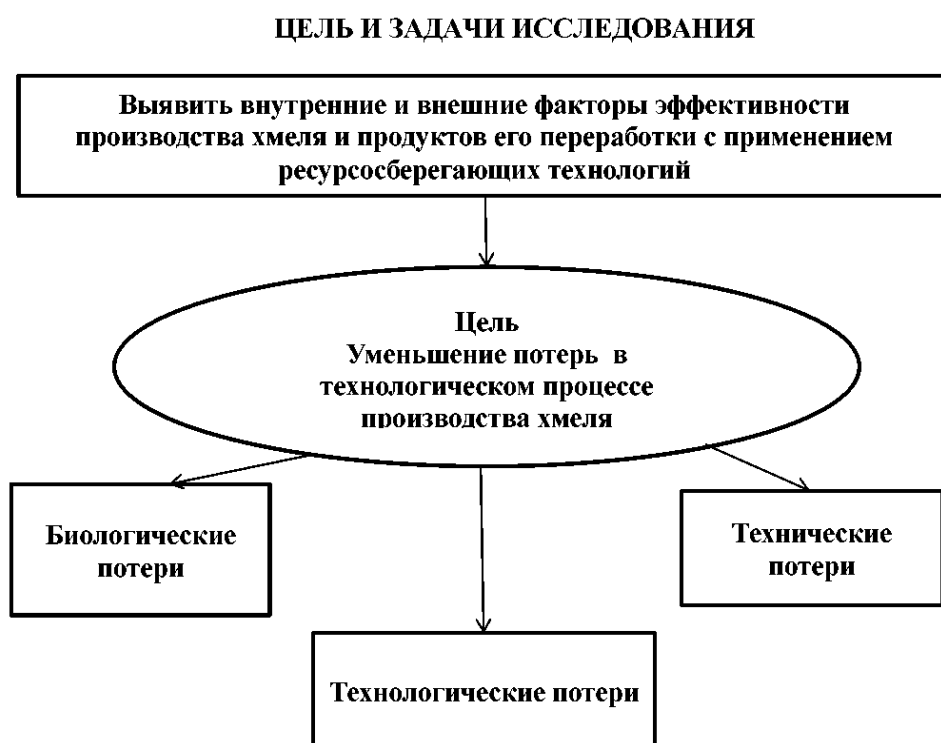 ЦЕЛЬ И ЗАДАЧИ ИССЛЕДОВАНИЯ
Выявить внутренние и внешние факторы эффективности
производства хмеля и продуктов его переработки с применением
ресурсосберегающих технологий
Цель
Уменьшение потерь в
технологическом процессе
производства хмеля
Биологические
потери
Технические
потери
Технологические потери